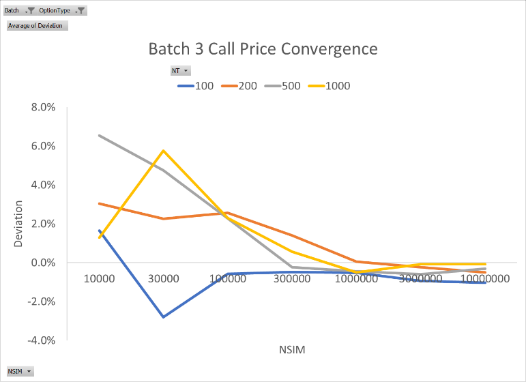 Batch OptionType
Average of Deviation
Batch 3 Call Price Convergence
NT
100 200 500 1000
8.0%
6.0%
4.0%
2.0%
0.0%
-2.0%
-4.0%
Deviation
10000 30000 100000 300000 1000000 3000000 10000000
NSIM
NSIM